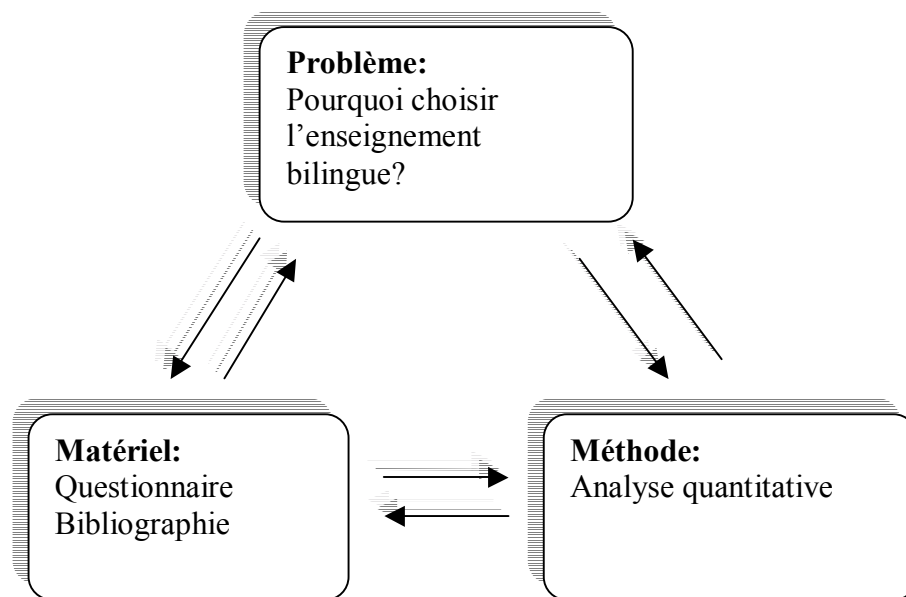 Problème:
Pourquoi choisir
l’enseignement
bilingue?
Matériel:
Questionnaire
Bibliographie
Méthode:
Analyse quantitative